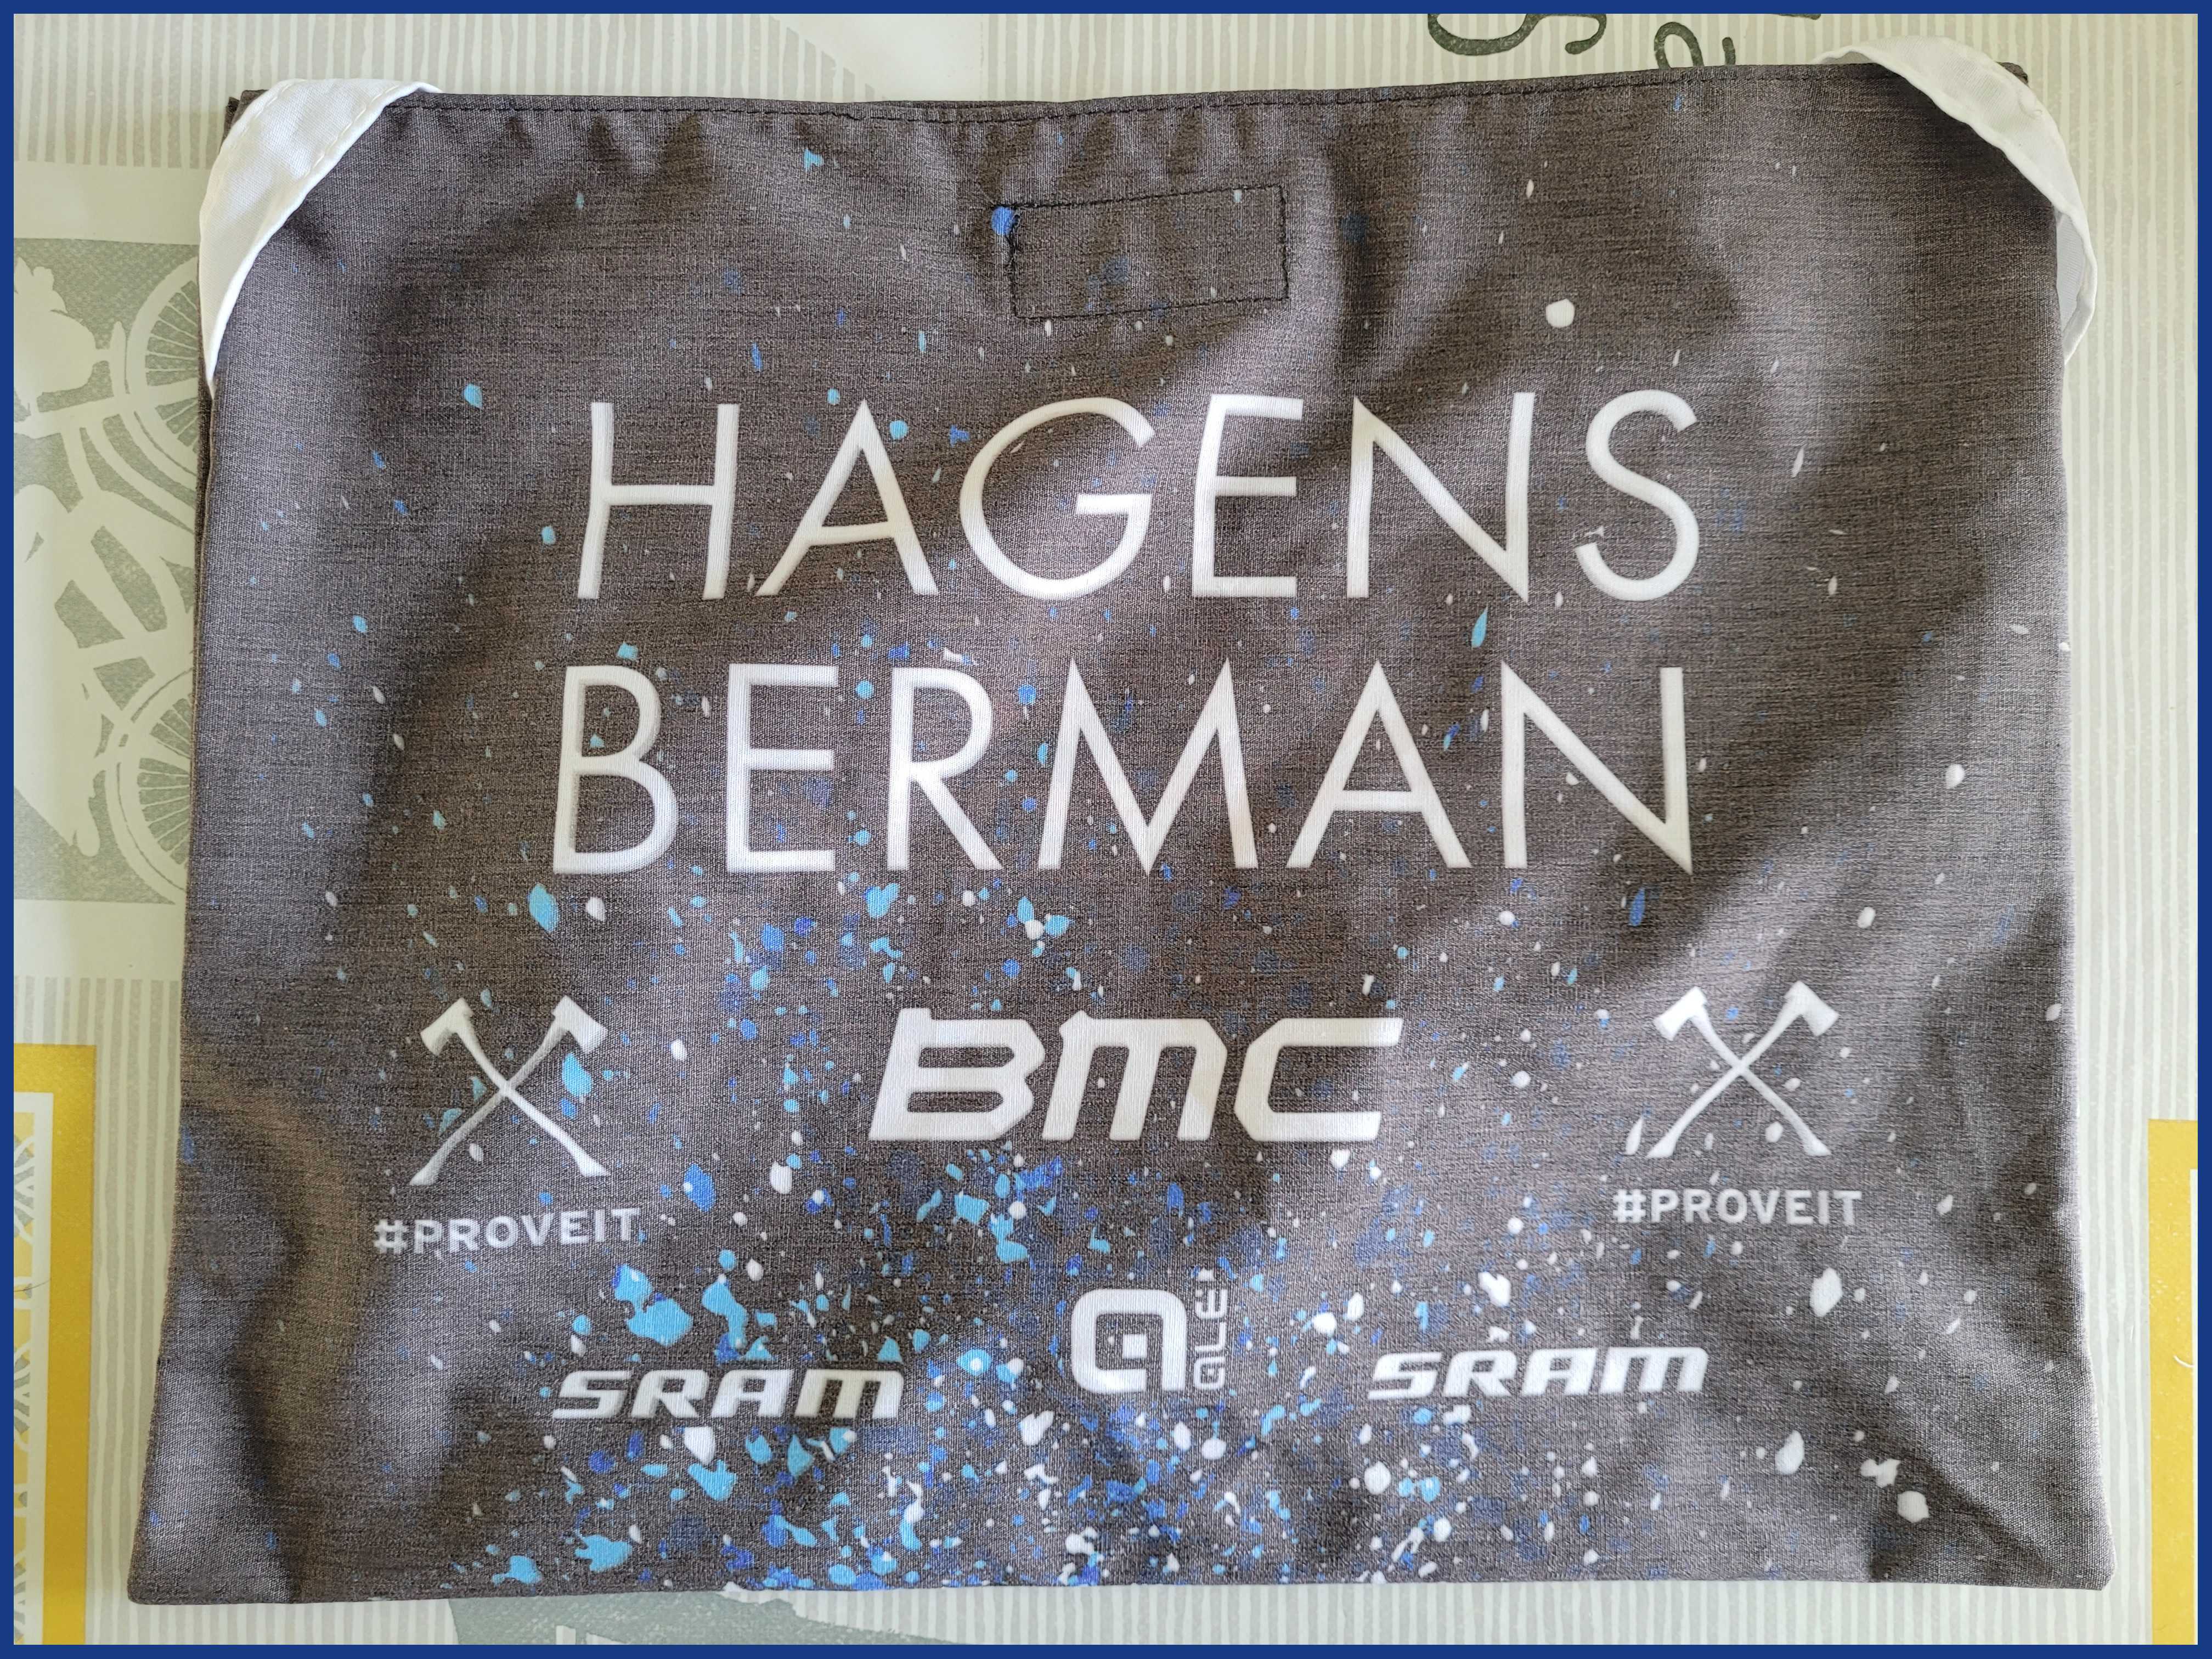 HAGENS
BERMAN
BMC
#PROVEIT
#PROVEIT
ALÉ
SRAM
SRAM